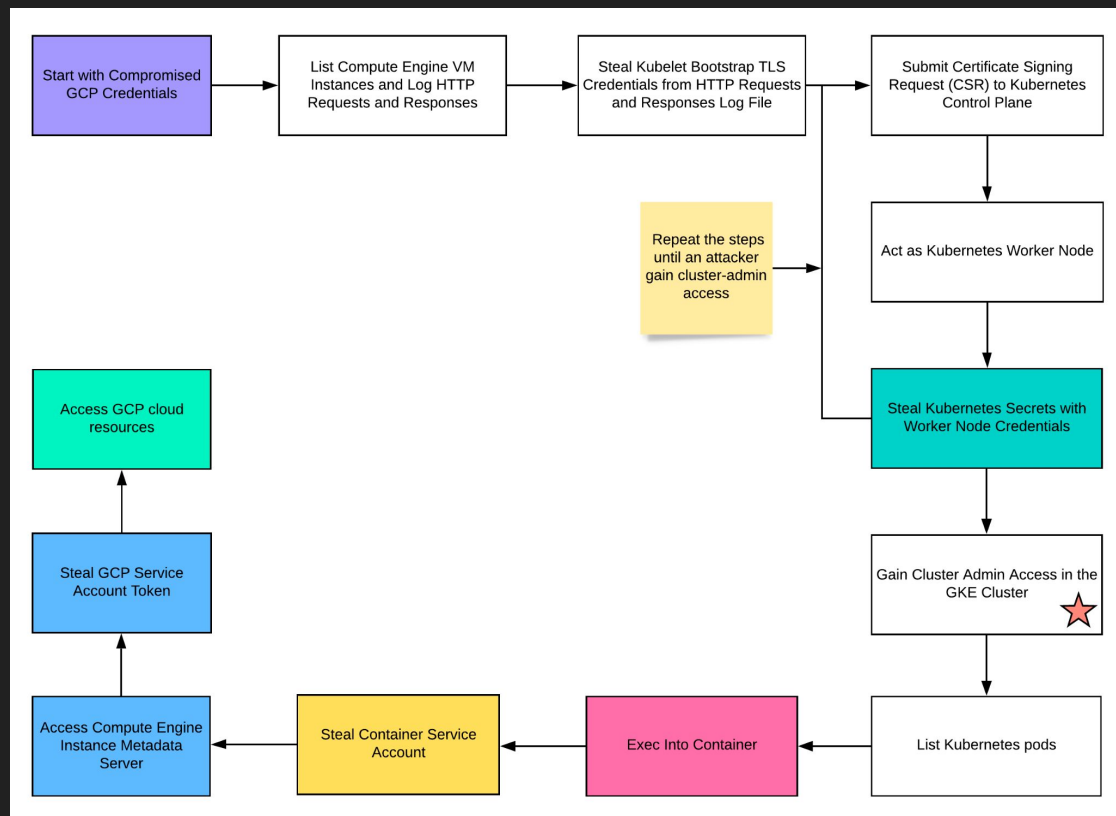 Start with Compromised
GCP Credentials
List Compute Engine VM
Instances and Log HTTP
Requests and Responses
Steal Kubelet Bootstrap TLS
Credentials from HTTP Requests
and Responses Log File
Submit Certificate Signing
Request (CSR) to Kubernetes
Control Plane
Act as Kubernetes Worker Node
Repeat the steps
until an attacker
gain cluster-admin
access
Steal Kubernetes Secrets with
Worker Node Credentials
Gain Cluster Admin Access in the
GKE Cluster
List Kubernetes pods
Exec Into Container
Steal Container Service
Account
Access Compute Engine
Instance Metadata
Server
Steal GCP Service
Account Token
Access GCP cloud
resources